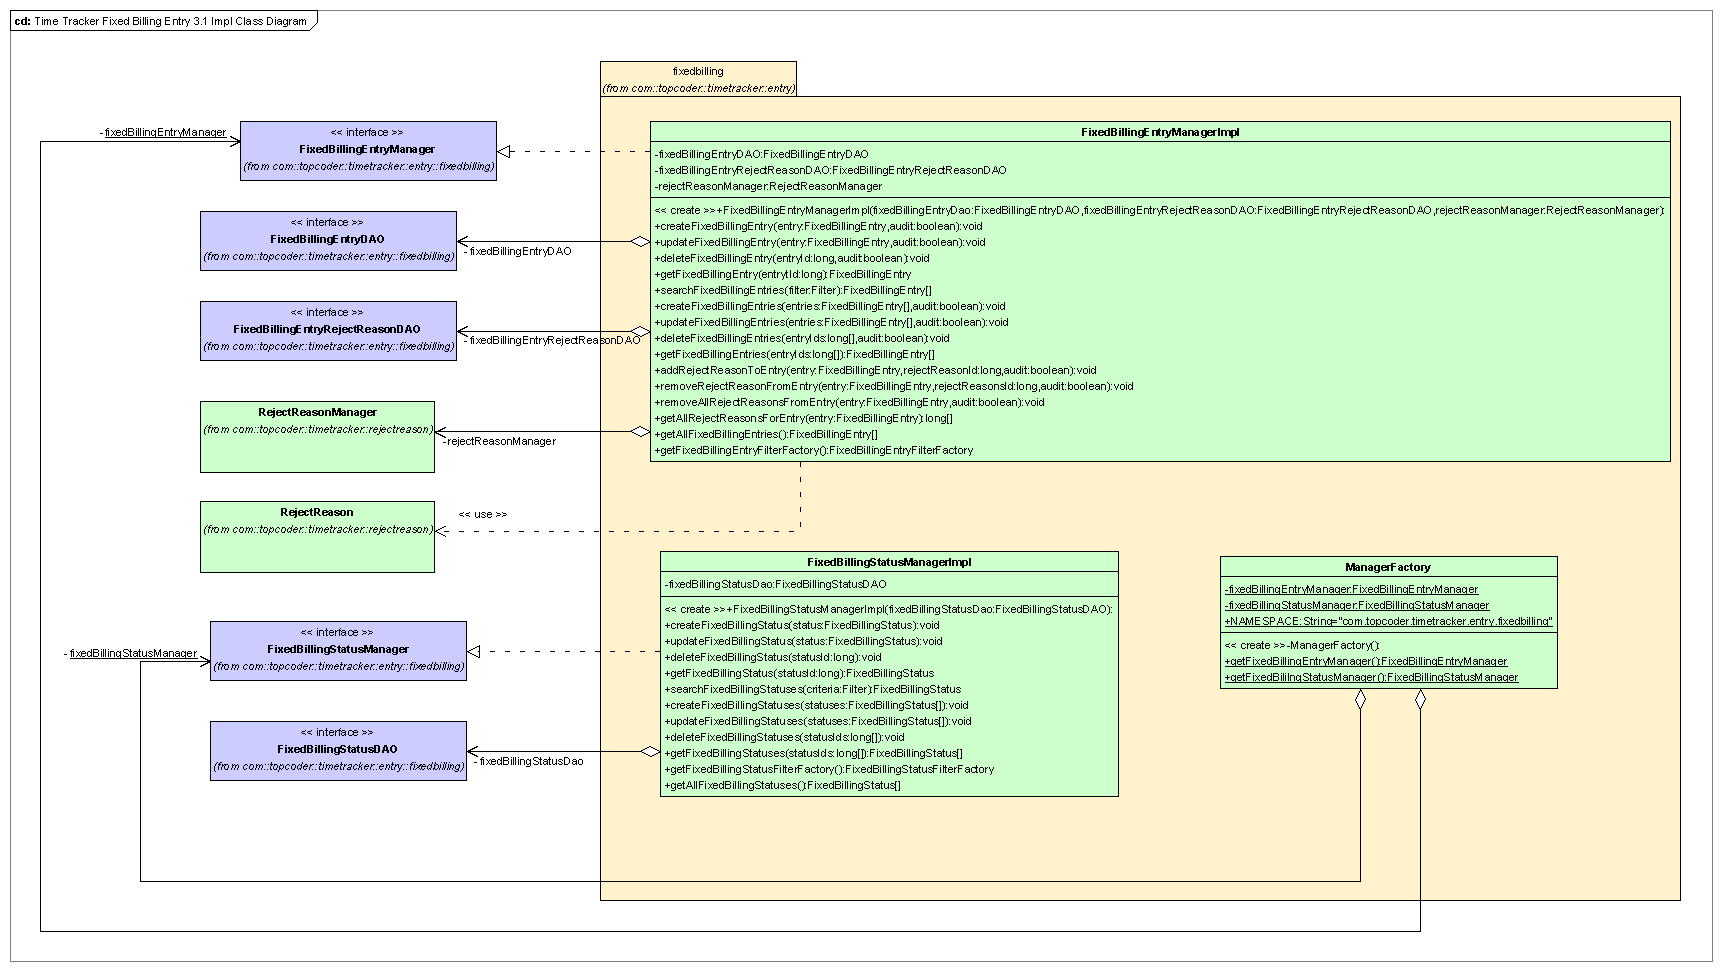 cd: Time Tracker Fixed Billing Entry 3.1 Impl Class Diagram
fixedbilling
(from com::topcoder::timetracker::entry)
-fixedBillingEntryManager
<< interface >>
FixedBillingEntryManager
(from com::topcoder::timetracker::entry::fixedbilling)
<< interface >>
FixedBillingEntryDAO
(from com::topcoder::timetracker::entry::fixedbilling)
-fixedBillingEntryDAO
<< interface >>
FixedBillingEntryRejectReasonDAO
(from com::topcoder::timetracker::entry::fixedbilling)
-fixedBillingEntryRejectReasonDAO
RejectReasonManager
(from com::topcoder::timetracker::rejectreason)
-rejectReasonManager
RejectReason
(from com::topcoder::timetracker::rejectreason)
<< use >>
FixedBillingEntryManagerImpl
-fixedBillingEntryDAO:FixedBillingEntryDAO
-fixedBillingEntryRejectReasonDAO:FixedBillingEntryRejectReasonDAO
-rejectReasonManager:RejectReasonManager
<< create >>+FixedBillingEntryManagerImpl(fixedBillingEntryDao:FixedBillingEntryDAO,fixedBillingEntryRejectReasonDAO:FixedBillingEntryRejectReasonDAO,rejectReasonManager:RejectReasonManager):
+createFixedBillingEntry(entry:FixedBillingEntry,audit:boolean):void
+updateFixedBillingEntry(entry:FixedBillingEntry,audit:boolean):void
+deleteFixedBillingEntry(entryId:long,audit:boolean):void
+getFixedBillingEntry(entrytId:long):FixedBillingEntry
+searchFixedBillingEntries(filter:Filter):FixedBillingEntry[]
+createFixedBillingEntries(entries:FixedBillingEntry[],audit:boolean):void
+updateFixedBillingEntries(entries:FixedBillingEntry[],audit:boolean):void
+deleteFixedBillingEntries(entryIds:long[],audit:boolean):void
+getFixedBillingEntries(entryIds:long[]):FixedBillingEntry[]
+addRejectReasonToEntry(entry:FixedBillingEntry,rejectReasonId:long,audit:boolean):void
+removeRejectReasonFromEntry(entry:FixedBillingEntry,rejectReasonsId:long,audit:boolean):void
+removeAllRejectReasonsFromEntry(entry:FixedBillingEntry,audit:boolean):void
+getAllRejectReasonsForEntry(entry:FixedBillingEntry):long[]
+getAllFixedBillingEntries():FixedBillingEntry[]
+getFixedBillingEntryFilterFactory():FixedBillingEntryFilterFactory
-fixedBillingStatusManager
<< interface >>
FixedBillingStatusManager
(from com::topcoder::timetracker::entry::fixedbilling)
<< interface >>
FixedBillingStatusDAO
(from com::topcoder::timetracker::entry::fixedbilling)
-fixedBillingStatusDao
FixedBillingStatusManagerImpl
-fixedBillingStatusDao:FixedBillingStatusDAO
<< create >>+FixedBillingStatusManagerImpl(fixedBillingStatusDao:FixedBillingStatusDAO):
+createFixedBillingStatus(status:FixedBillingStatus):void
+updateFixedBillingStatus(status:FixedBillingStatus):void
+deleteFixedBillingStatus(statusId:long):void
+getFixedBillingStatus(statusId:long):FixedBillingStatus
+searchFixedBillingStatuses(criteria:Filter):FixedBillingStatus
+createFixedBillingStatuses(statuses:FixedBillingStatus[]):void
+updateFixedBillingStatuses(statuses:FixedBillingStatus[]):void
+deleteFixedBillingStatuses(statusIds:long[]):void
+getFixedBillingStatuses(statusIds:long[]):FixedBillingStatus[]
+getFixedBillingStatusFilterFactory():FixedBillingStatusFilterFactory
+getAllFixedBillingStatuses():FixedBillingStatus[]
ManagerFactory
-fixedBillingEntryManager:FixedBillingEntryManager
-fixedBillingStatusManager:FixedBillingStatusManager
+NAMESPACE:String="com.topcoder.timetracker.entry.fixedbilling"
<< create >>-ManagerFactory():
+getFixedBillingEntryManager():FixedBillingEntryManager
+getFixedBililngStatusManager():FixedBillingStatusManager